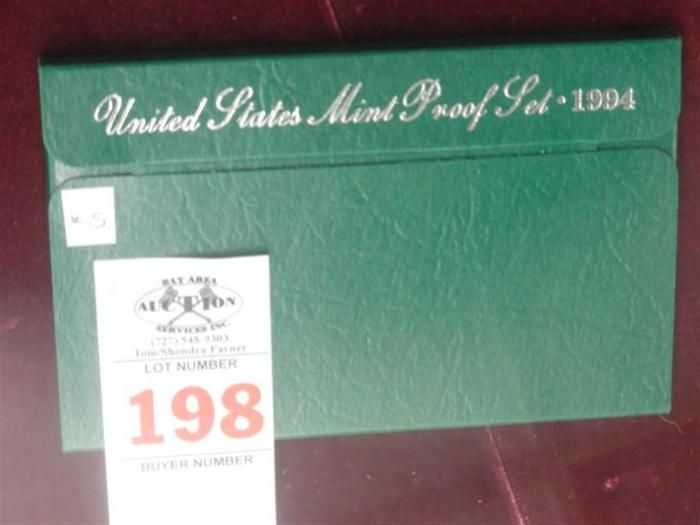 United States Mint Proof Set · 1994
S
BAY AREA
AUCTION
SERVICES INC.
(727) 548-9303
Tom/Shondra Farner
LOT NUMBER
198
BUYER NUMBER